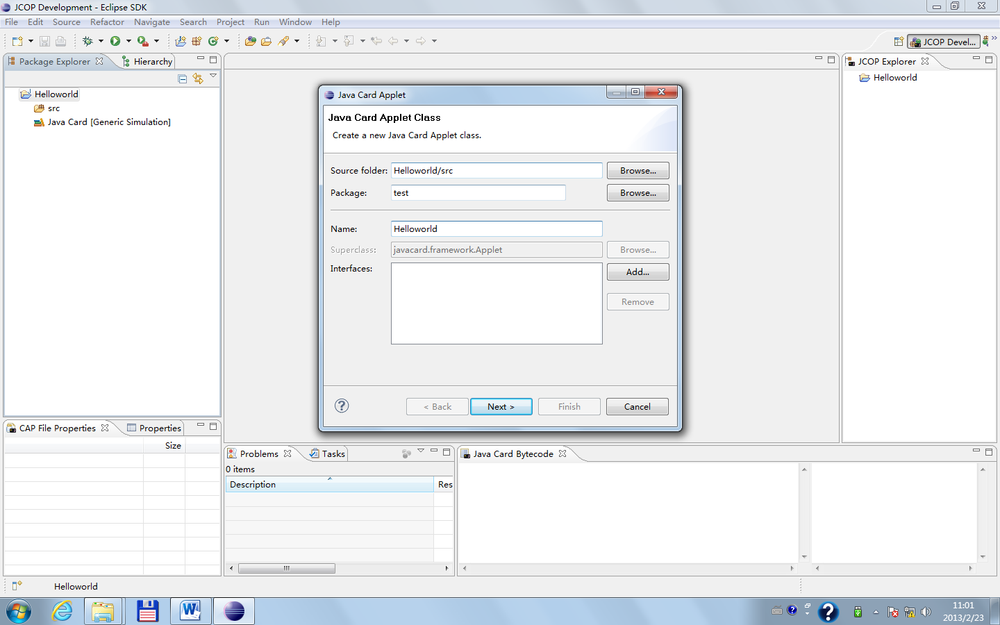 JCOP Development - Eclipse SDK
File Edit Source Refactor Navigate Search Project Run Window Help
JCOP Devel...
Package Explorer
Hierarchy
Helloworld
src
Java Card [Generic Simulation]
Java Card Applet
Java Card Applet Class
Create a new Java Card Applet class.
Source folder: Helloworld/src Browse...
Package: test Browse...
Name: Helloworld
Superclass: javacard.framework.Applet Browse...
Interfaces: Add...
Remove
< Back Next > Finish Cancel
JCOP Explorer
Helloworld
CAP File Properties
Properties
Size
Problems
Tasks
0 items
Description Res
Java Card Bytecode
Helloworld
11:01
2013/2/23